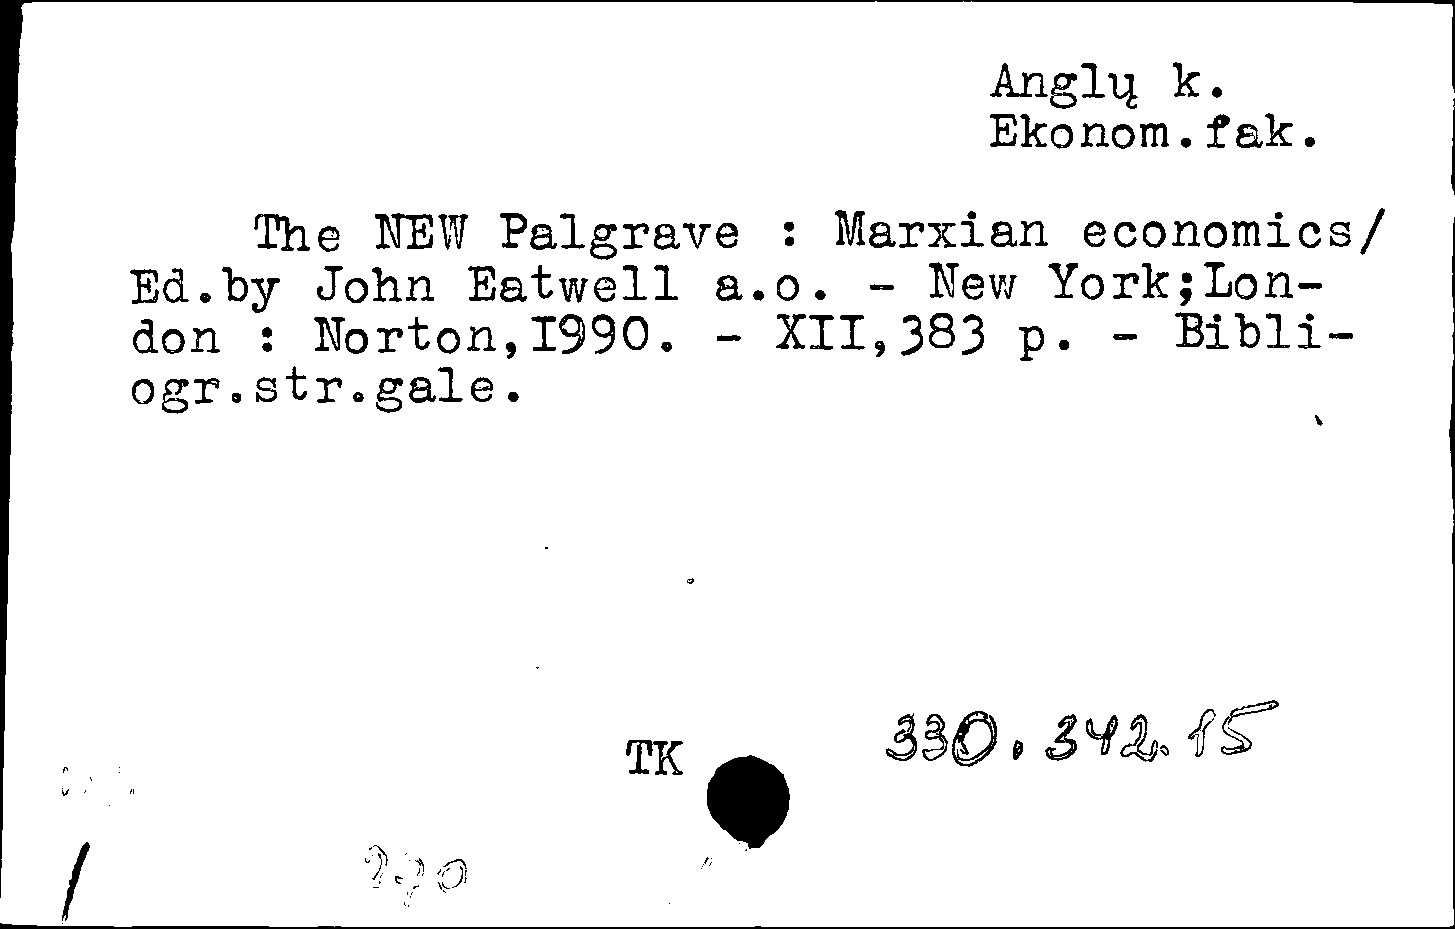 Anglų k.
Ekonom.fak.
The NEW Palgrave : Marxian economics/
Ed.by John Eatwell a.o. - New York;Lon-
don : Norton,I990. - XII,383 p. - Bibli-
ogr.str.gale.
330.342.15
TK